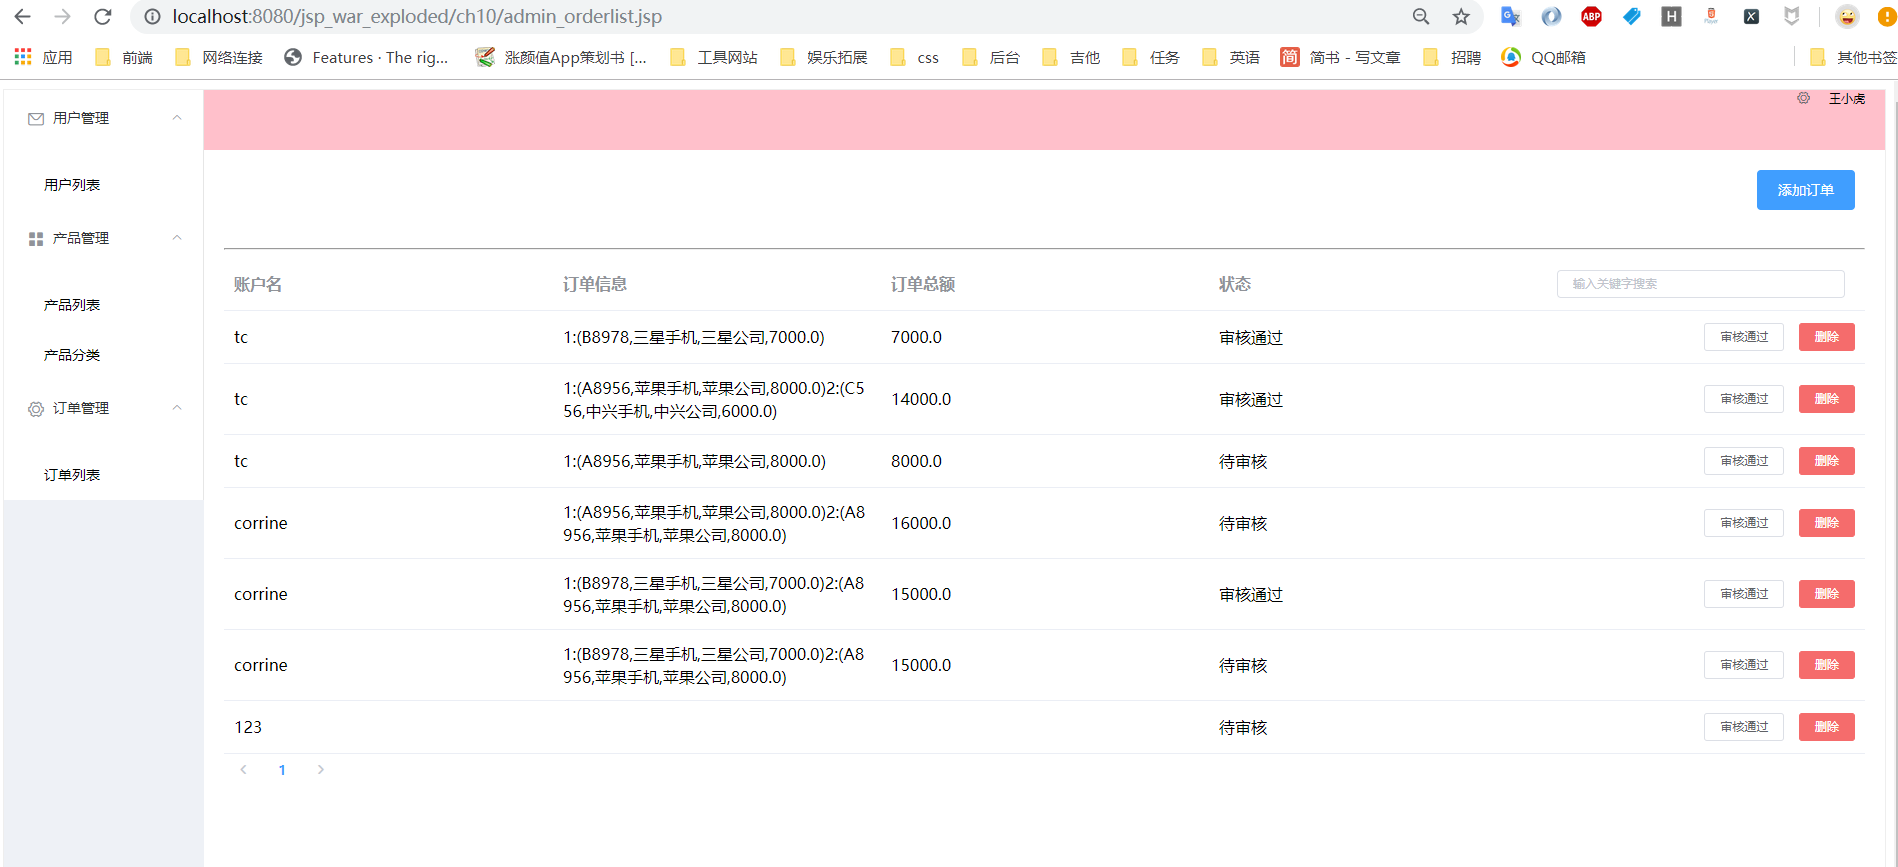 localhost:8080/jsp_war_exploded/ch10/admin_orderlist.jsp
应用 前端 网络连接 Features · The rig... 涨颜值App策划书 [... 工具网站 娱乐拓展 css 后台 吉他 任务 英语 简 简书 - 写文章 招聘 QQ邮箱 其他书签
ABP
H
X
王小虎
用户管理
用户列表
产品管理
产品列表
产品分类
订单管理
订单列表
添加订单
账户名 订单信息 订单总额 状态 输入关键字搜索
tc 1:(B8978,三星手机,三星公司,7000.0) 7000.0 审核通过 审核通过 删除
tc 1:(A8956,苹果手机,苹果公司,8000.0)2:(C5
56,中兴手机,中兴公司,6000.0) 14000.0 审核通过 审核通过 删除
tc 1:(A8956,苹果手机,苹果公司,8000.0) 8000.0 待审核 审核通过 删除
corrine 1:(A8956,苹果手机,苹果公司,8000.0)2:(A8
956,苹果手机,苹果公司,8000.0) 16000.0 待审核 审核通过 删除
corrine 1:(B8978,三星手机,三星公司,7000.0)2:(A8
956,苹果手机,苹果公司,8000.0) 15000.0 审核通过 审核通过 删除
corrine 1:(B8978,三星手机,三星公司,7000.0)2:(A8
956,苹果手机,苹果公司,8000.0) 15000.0 待审核 审核通过 删除
123 待审核 审核通过 删除
1